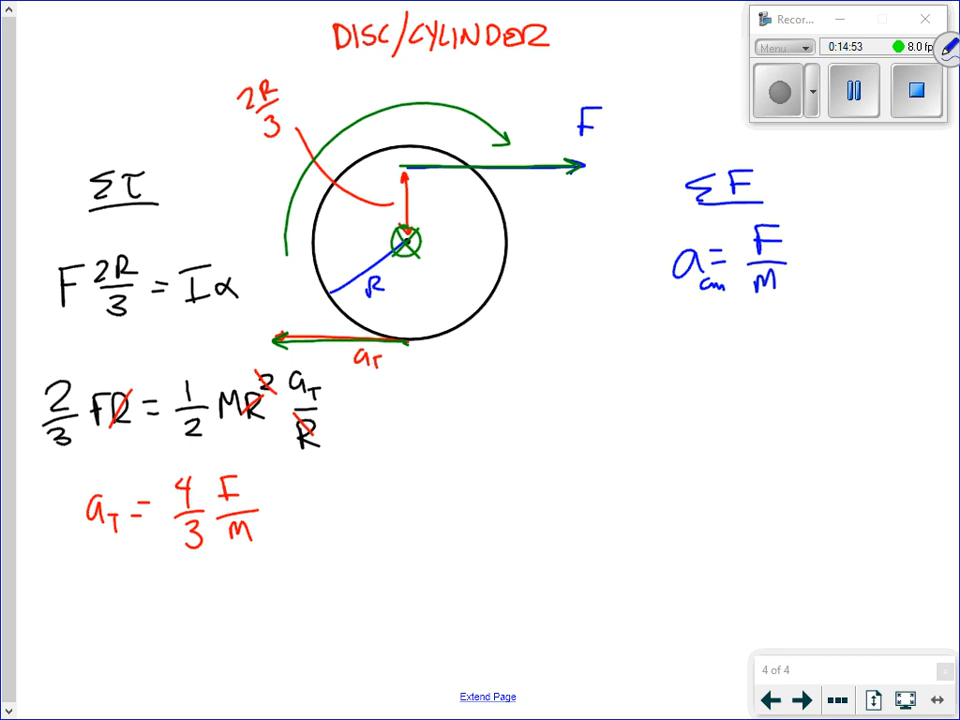 DISC/CYLINDER
Recor...
Menu
0:14:53
8.0 fp
2R/3
F
Στ
ΣF
F 2R/3 = Iα
a_cm = F/M
R
a_T
2/3 FR = 1/2 MR² a_T/R
a_T = 4/3 F/M
4 of 4
Extend Page